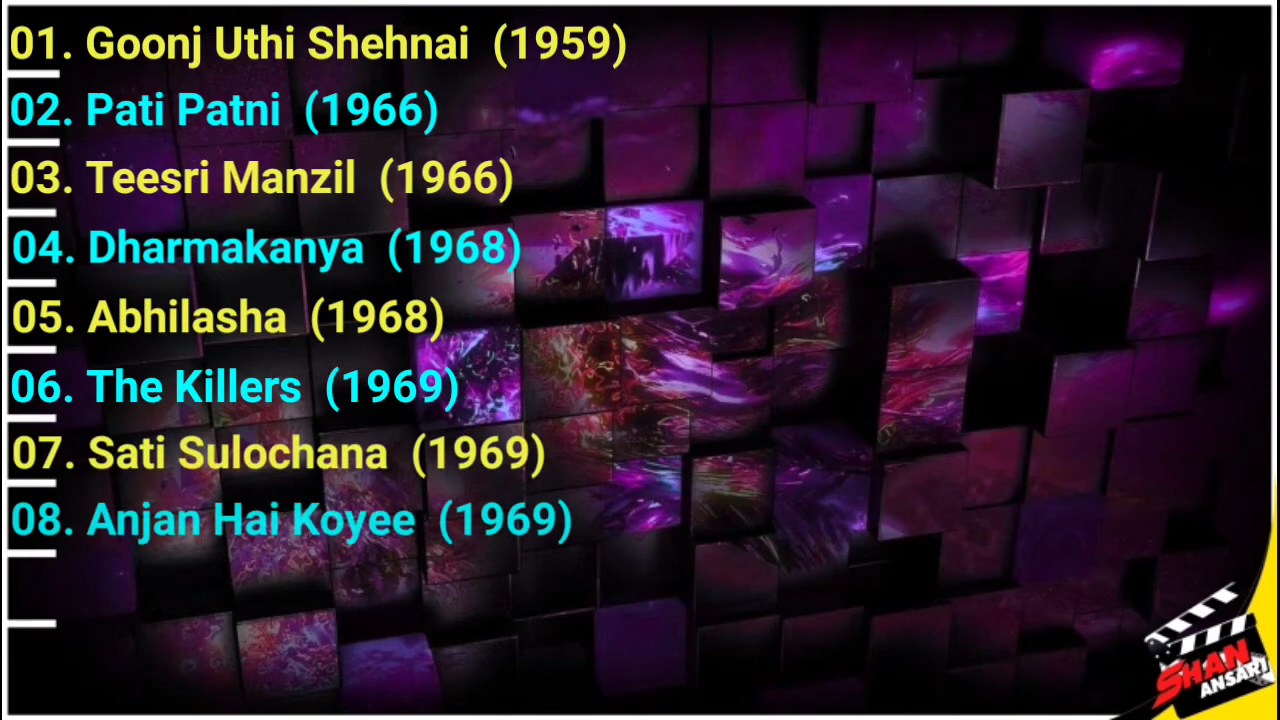 01. Goonj Uthi Shehnai (1959)
02. Pati Patni (1966)
03. Teesri Manzil (1966)
04. Dharmakanya (1968)
05. Abhilasha (1968)
06. The Killers (1969)
07. Sati Sulochana (1969)
08. Anjan Hai Koyee (1969)
SHAN
ANSARI